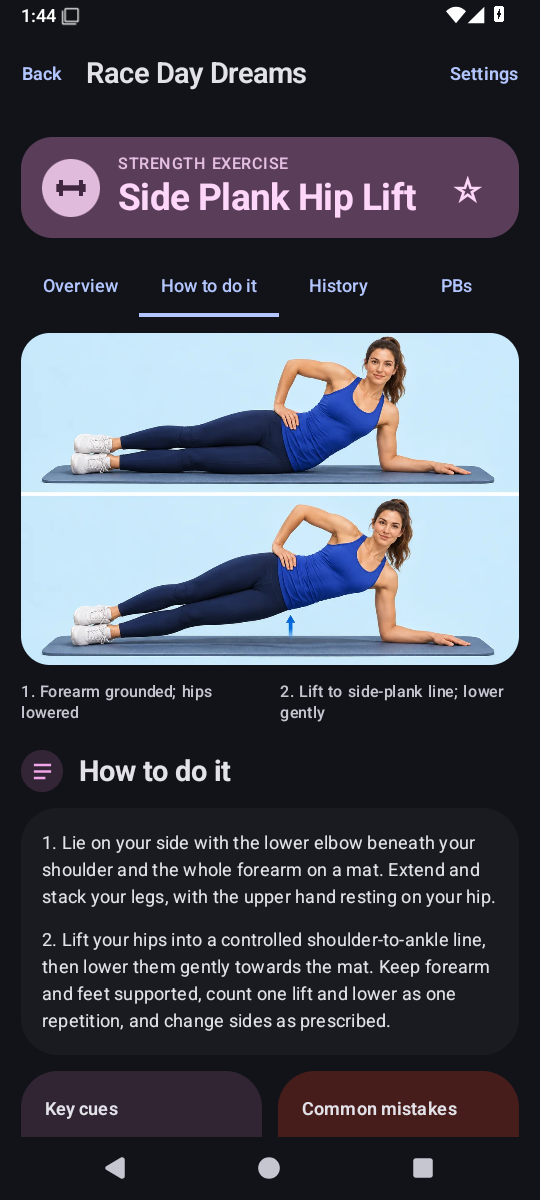 1:44
Back
Race Day Dreams
Settings
STRENGTH EXERCISE
Side Plank Hip Lift
Overview
How to do it
History
PBs
1. Forearm grounded; hips
lowered
2. Lift to side-plank line; lower
gently
How to do it
1. Lie on your side with the lower elbow beneath your
shoulder and the whole forearm on a mat. Extend and
stack your legs, with the upper hand resting on your hip.
2. Lift your hips into a controlled shoulder-to-ankle line,
then lower them gently towards the mat. Keep forearm
and feet supported, count one lift and lower as one
repetition, and change sides as prescribed.
Key cues
Common mistakes